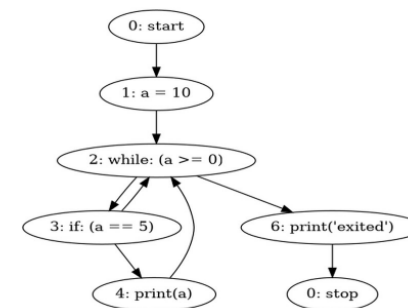 0: start
1: a = 10
2: while: (a >= 0)
3: if: (a == 5)
6: print('exited')
4: print(a)
0: stop